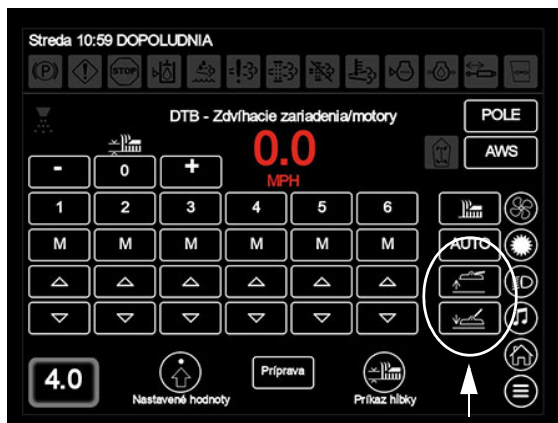 Streda 10:59 DOPOLUDNIA
STOP
DTB - Zdvíhacie zariadenia/motory
POLE
0.0
AWS
- 0 +
MPH
1 2 3 4 5 6
M M M M M M AUTO
4.0
Príprava
Nastavené hodnoty
Príkaz hĺbky